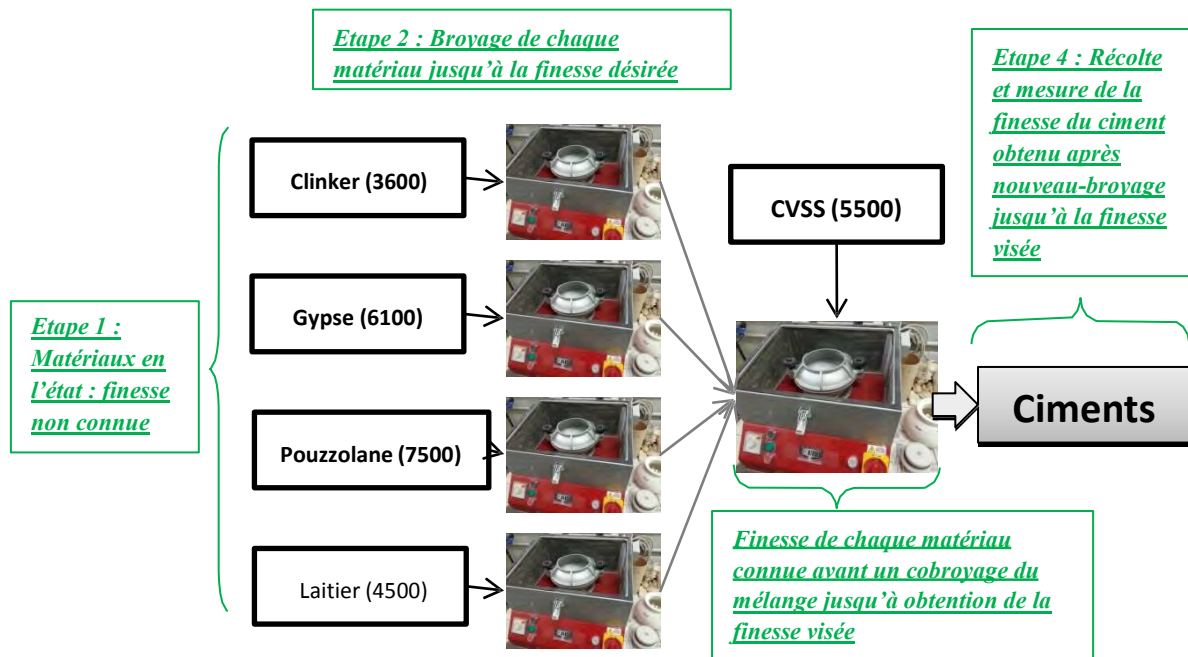 Etape 2 : Broyage de chaque
matériau jusqu'à la finesse désirée
Etape 4 : Récolte
et mesure de la
finesse du ciment
obtenu après
nouveau-broyage
jusqu'à la finesse
visée
Clinker (3600)
CVSS (5500)
Gypse (6100)
Etape 1 :
Matériaux en
l'état : finesse
non connue
Ciments
Pouzzolane (7500)
Laitier (4500)
Finesse de chaque matériau
connue avant un cobroyage du
mélange jusqu'à obtention de la
finesse visée